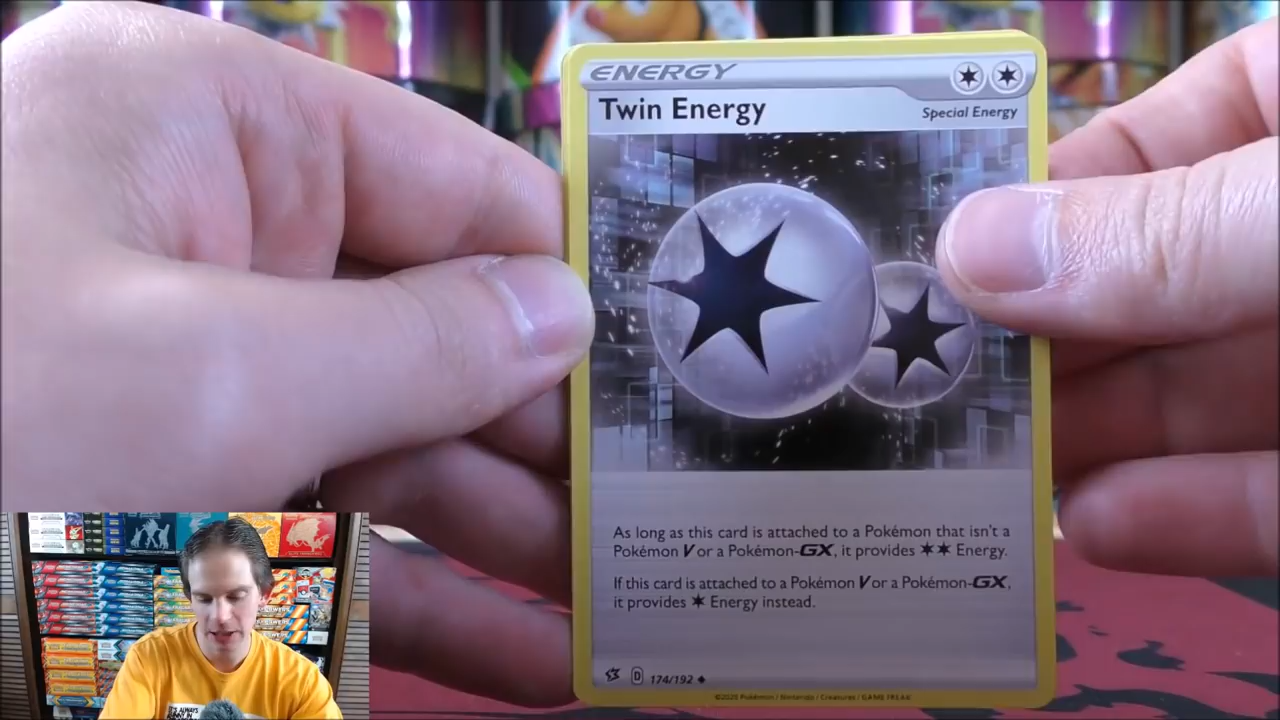 ENERGY
Twin Energy
Special Energy
As long as this card is attached to a Pokémon that isn't a
Pokémon V or a Pokémon-GX, it provides ✶✶ Energy.
If this card is attached to a Pokémon V or a Pokémon-GX,
it provides ✶ Energy instead.
D 174/192
©2020 Pokémon / Nintendo / Creatures / GAME FREAK
IT'S ALWAYS